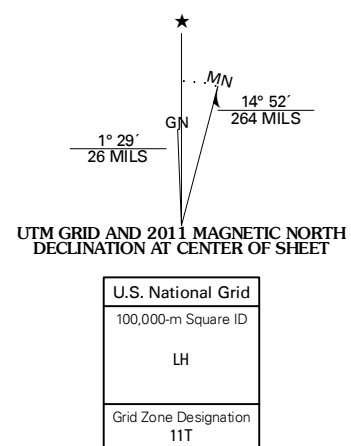 ★
MN
GN
14° 52´
264 MILS
1° 29´
26 MILS
UTM GRID AND 2011 MAGNETIC NORTH
DECLINATION AT CENTER OF SHEET
U.S. National Grid
100,000-m Square ID
LH
Grid Zone Designation
11T